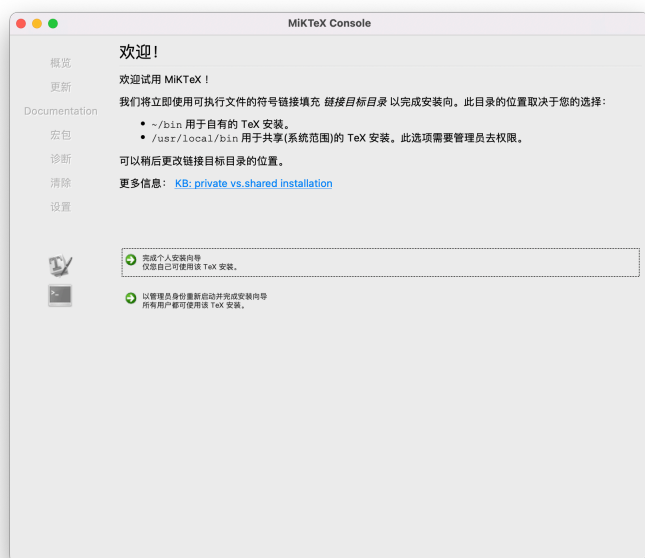 MiKTeX Console
概览
更新
Documentation
宏包
诊断
清除
设置
欢迎！
欢迎试用 MiKTeX！
我们将立即使用可执行文件的符号链接填充 链接目标目录 以完成安装向。此目录的位置取决于您的选择：
• ~/bin 用于自有的 TeX 安装。
• /usr/local/bin 用于共享(系统范围)的 TeX 安装。此选项需要管理员去权限。
可以稍后更改链接目标目录的位置。
更多信息： KB: private vs.shared installation
完成个人安装向导
仅您自己可使用该 TeX 安装。
以管理员身份重新启动并完成安装向导
所有用户都可使用该 TeX 安装。